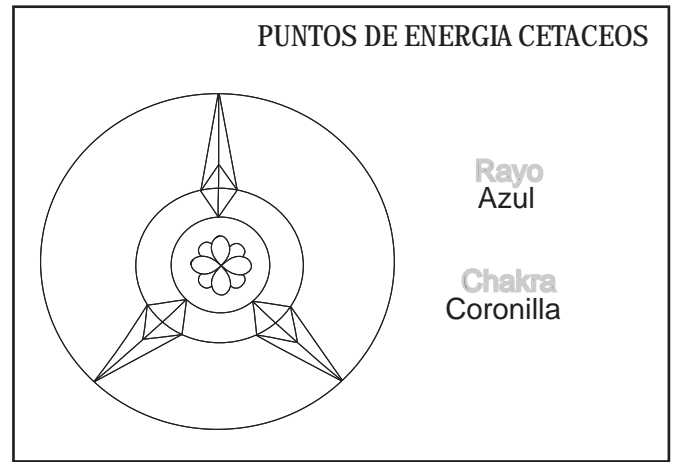 PUNTOS DE ENERGIA CETACEOS
Rayo
Azul
Chakra
Coronilla